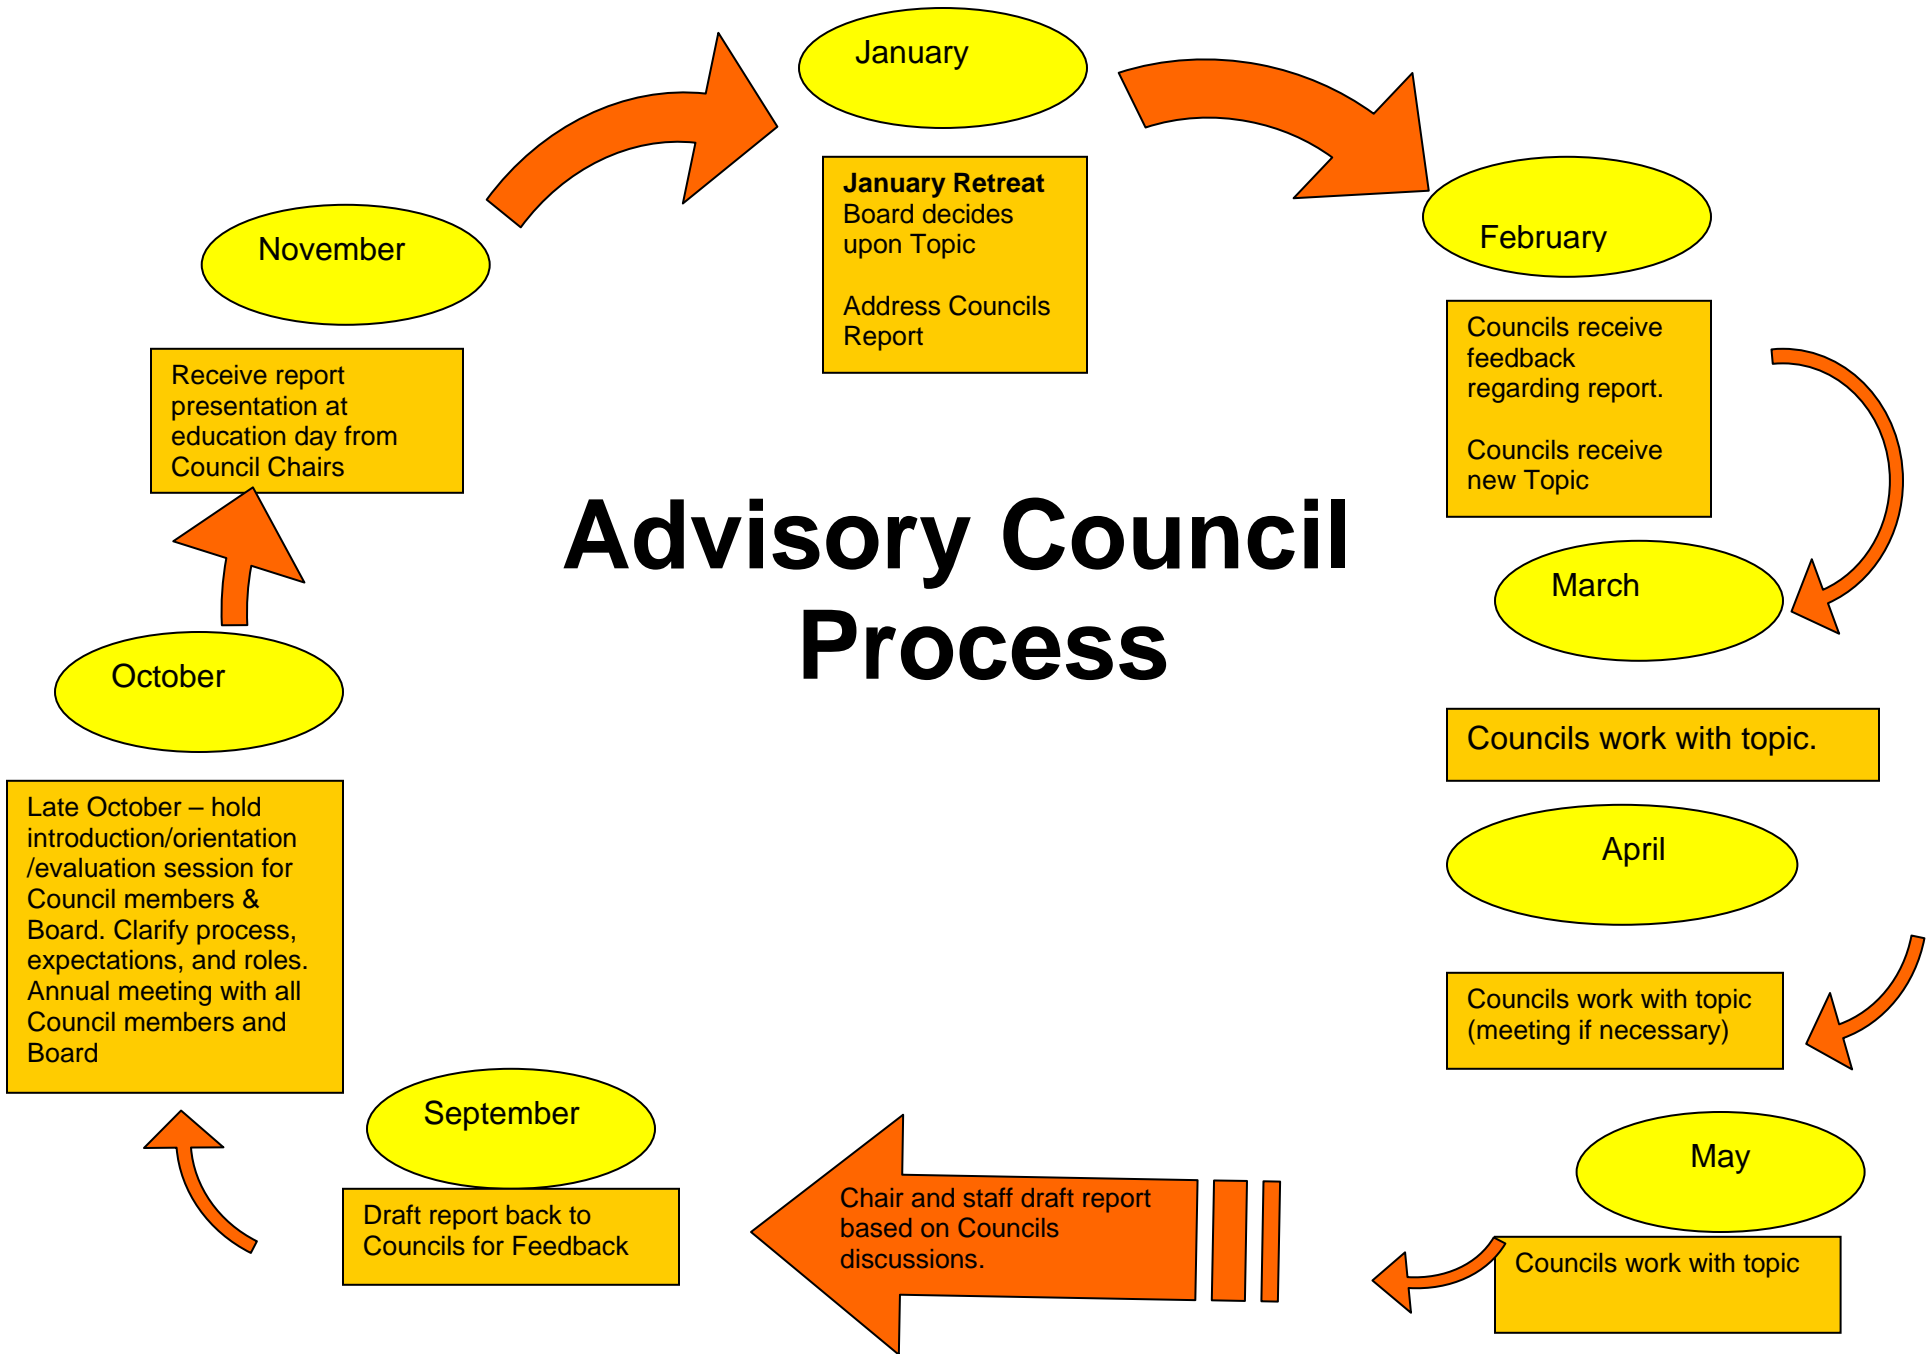 January
January Retreat
Board decides
upon Topic
Address Councils
Report
February
Councils receive
feedback
regarding report.
Councils receive
new Topic
March
Councils work with topic.
April
Councils work with topic
(meeting if necessary)
May
Councils work with topic
Chair and staff draft report
based on Councils
discussions.
September
Draft report back to
Councils for Feedback
October
Late October – hold
introduction/orientation
/evaluation session for
Council members &
Board. Clarify process,
expectations, and roles.
Annual meeting with all
Council members and
Board
November
Receive report
presentation at
education day from
Council Chairs
Advisory Council
Process